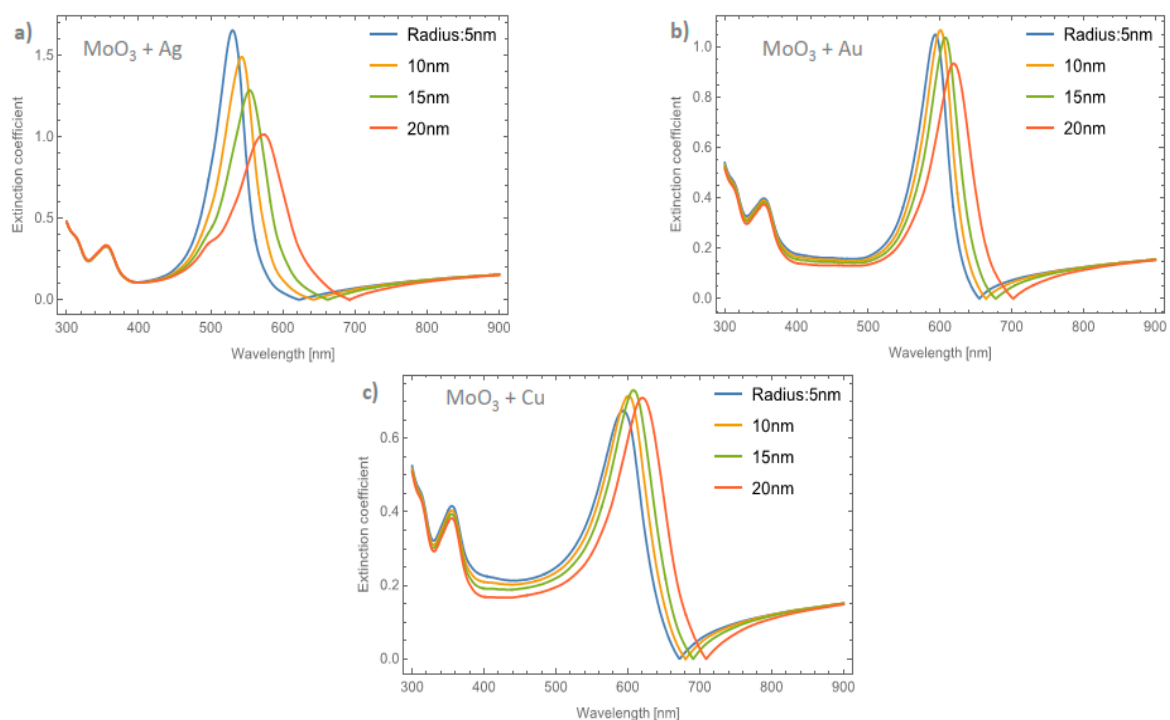 a)
MoO₃ + Ag
Radius:5nm
10nm
15nm
20nm
Extinction coefficient
1.5
1.0
0.5
0.0
300 400 500 600 700 800 900
Wavelength [nm]
b)
MoO₃ + Au
Radius:5nm
10nm
15nm
20nm
Extinction coefficient
1.0
0.8
0.6
0.4
0.2
0.0
300 400 500 600 700 800 900
Wavelength [nm]
c)
MoO₃ + Cu
Radius:5nm
10nm
15nm
20nm
Extinction coefficient
0.6
0.4
0.2
0.0
300 400 500 600 700 800 900
Wavelength [nm]